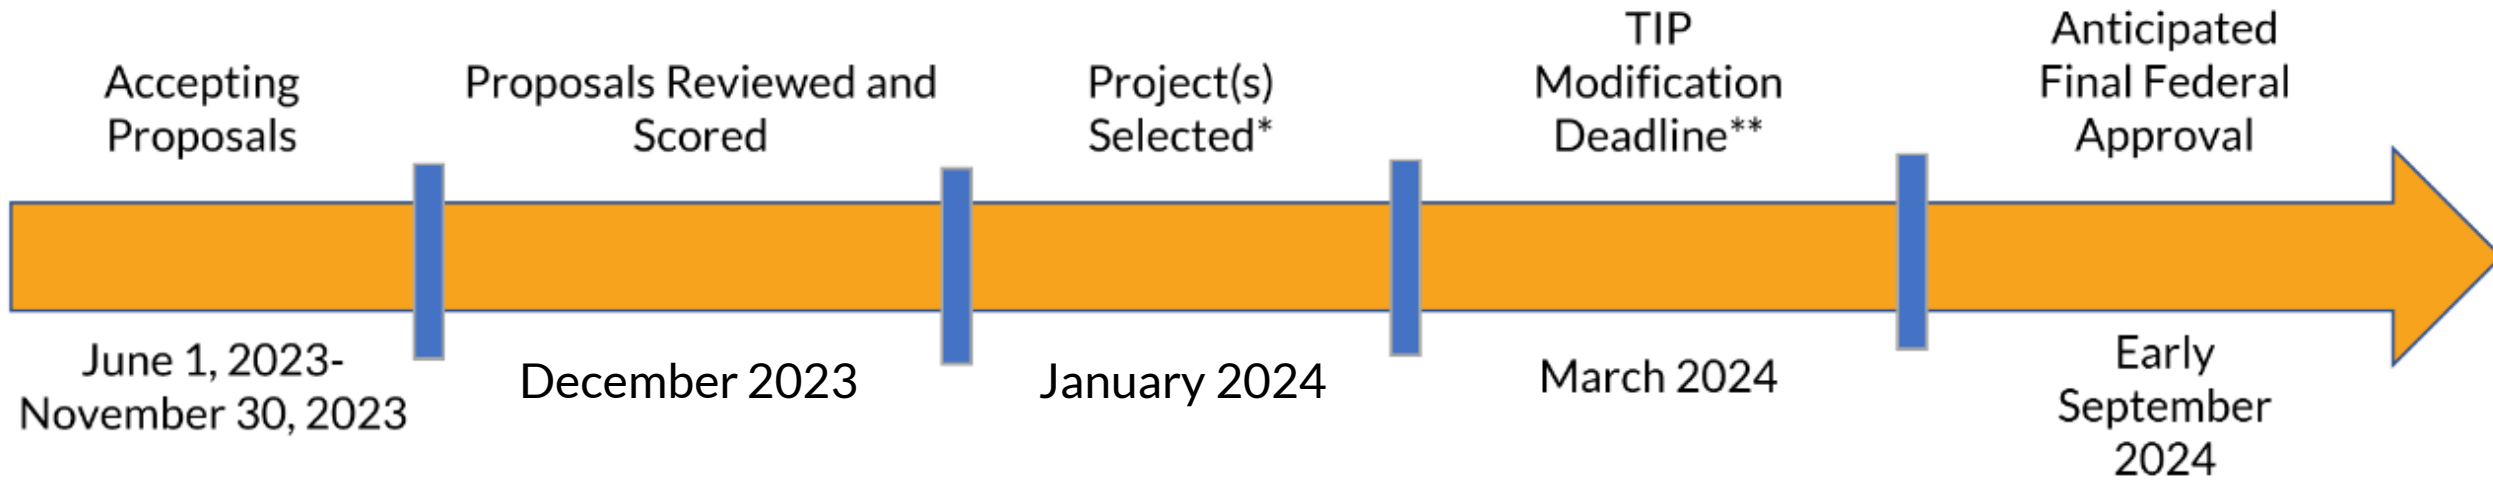 Accepting
Proposals
Proposals Reviewed and
Scored
Project(s)
Selected*
TIP
Modification
Deadline**
Anticipated
Final Federal
Approval
June 1, 2023-
November 30, 2023
December 2023
January 2024
March 2024
Early
September
2024